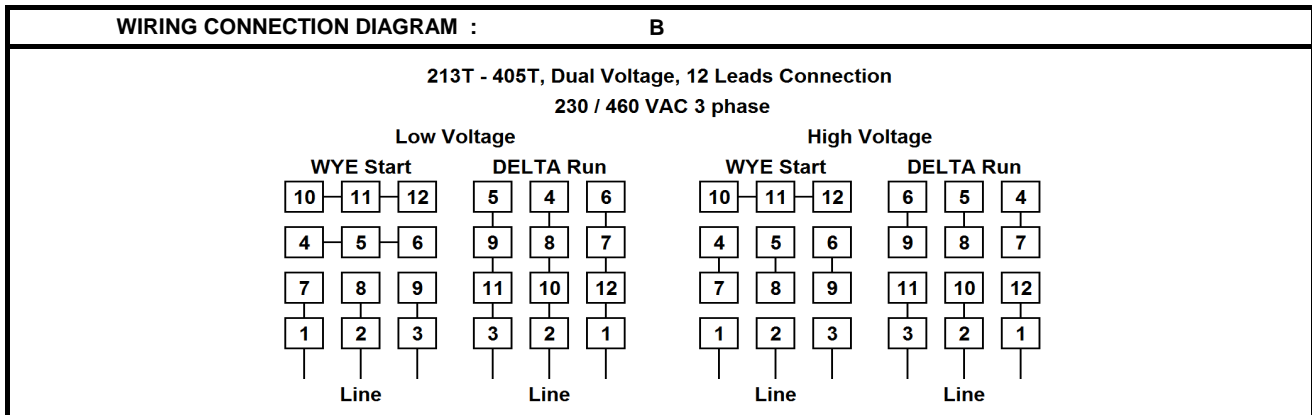 WIRING CONNECTION DIAGRAM : B
213T - 405T, Dual Voltage, 12 Leads Connection
230 / 460 VAC 3 phase
Low Voltage High Voltage
WYE Start DELTA Run WYE Start DELTA Run
10 11 12 5 4 6 10 11 12 6 5 4
4 5 6 9 8 7 4 5 6 9 8 7
7 8 9 11 10 12 7 8 9 11 10 12
1 2 3 3 2 1 1 2 3 3 2 1
Line Line Line Line